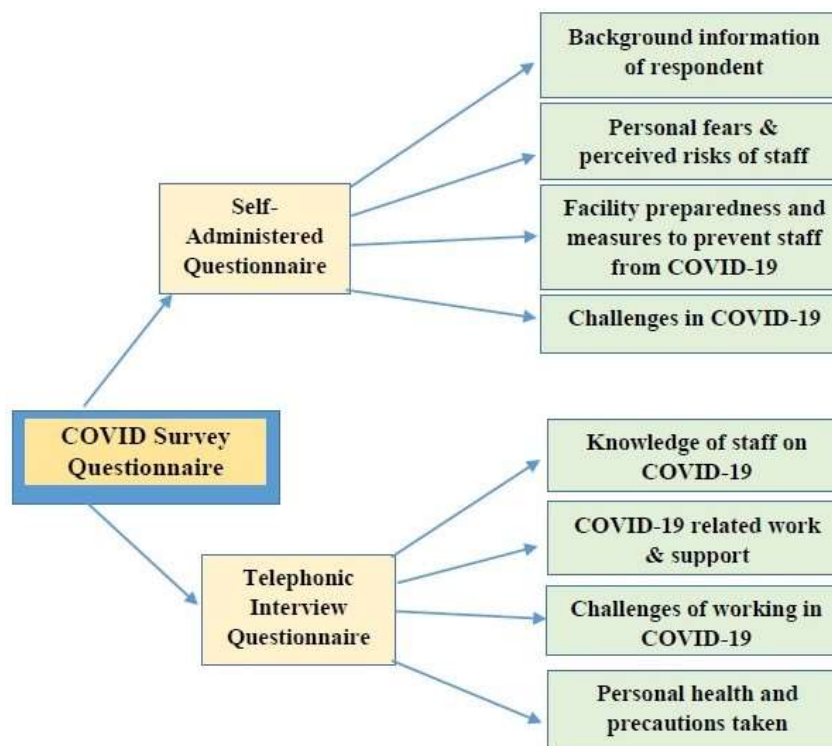 Background information
of respondent
Personal fears &
perceived risks of staff
Self-
Administered
Questionnaire
Facility preparedness and
measures to prevent staff
from COVID-19
Challenges in COVID-19
COVID Survey
Questionnaire
Knowledge of staff on
COVID-19
COVID-19 related work
& support
Telephonic
Interview
Questionnaire
Challenges of working in
COVID-19
Personal health and
precautions taken